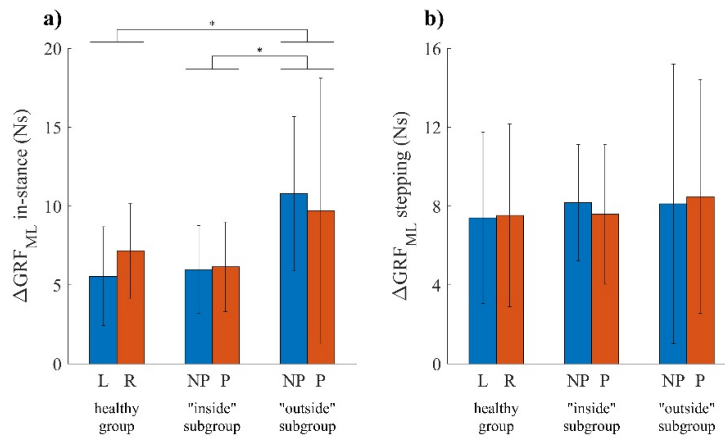 a)
*
*
20
15
10
5
0
ΔGRF_ML in-stance (Ns)
L R NP P NP P
healthy "inside" "outside"
group subgroup subgroup
b)
16
12
8
4
0
ΔGRF_ML stepping (Ns)
L R NP P NP P
healthy "inside" "outside"
group subgroup subgroup